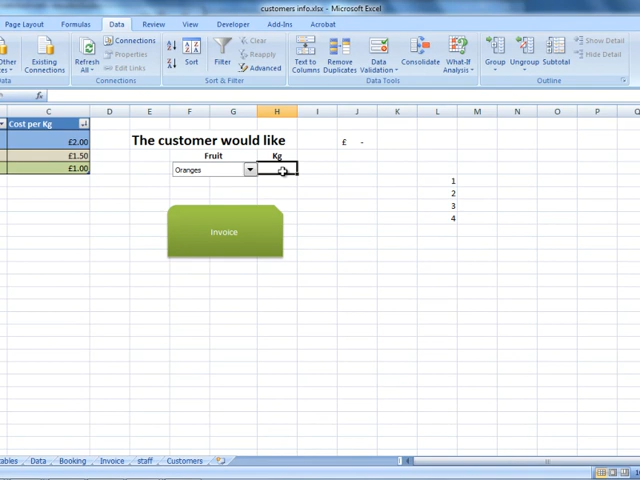 customers info.xlsx - Microsoft Excel
Page Layout Formulas Data Review View Developer Add-Ins Acrobat
Other
Existing Connections
Refresh All
Connections
Properties
Edit Links
Sort
Filter
Clear
Reapply
Advanced
Text to Columns
Remove Duplicates
Data Validation
Consolidate
What-If Analysis
Group
Ungroup
Subtotal
Show Detail
Hide Detail
Connections Sort & Filter Data Tools Outline
fx
C D E F G H I J K L M N O P Q
Cost per Kg
£2.00
£1.50
£1.00
The customer would like
£ -
Fruit Kg
Oranges
1
2
3
4
Invoice
Data Booking Invoice staff Customers